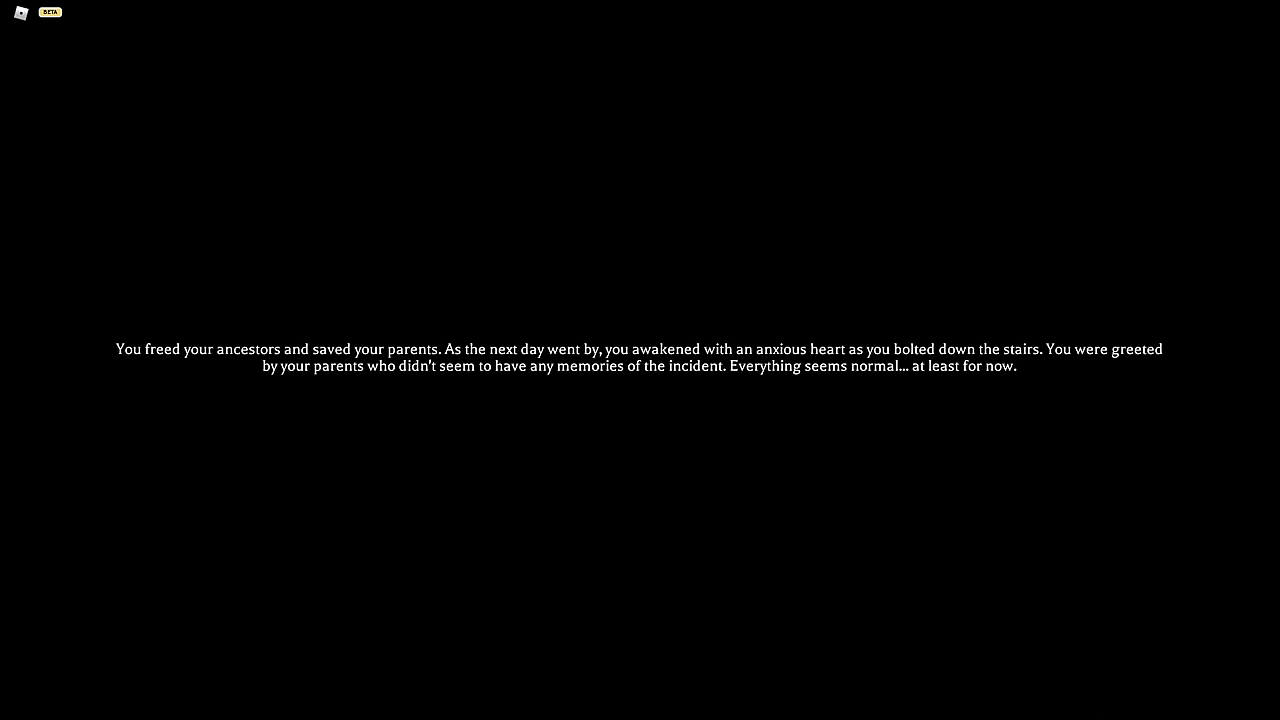 BETA
You freed your ancestors and saved your parents. As the next day went by, you awakened with an anxious heart as you bolted down the stairs. You were greeted
by your parents who didn't seem to have any memories of the incident. Everything seems normal... at least for now.